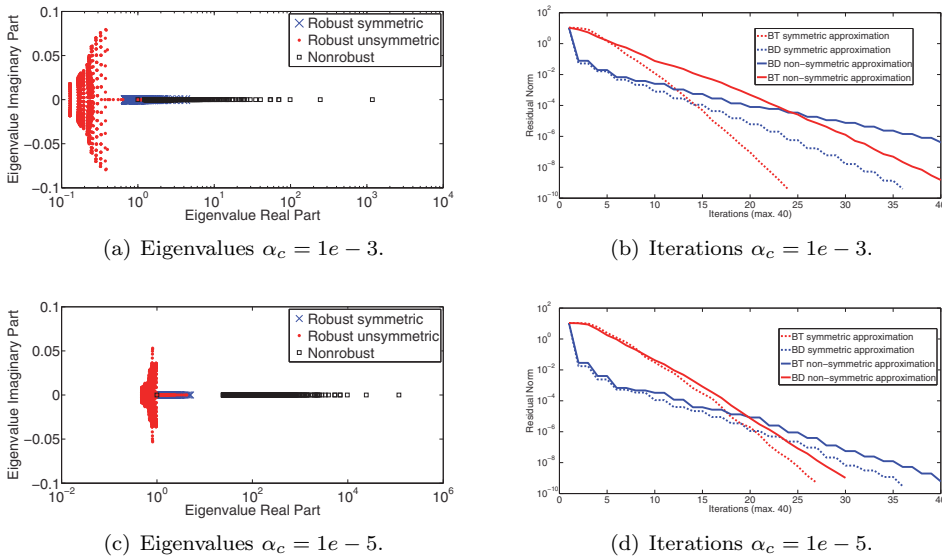 0.1
0.05
0
−0.05
−0.1
Eigenvalue Imaginary Part
× Robust symmetric
• Robust unsymmetric
□ Nonrobust
10^-1 10^0 10^1 10^2 10^3 10^4
Eigenvalue Real Part
(a) Eigenvalues α_c = 1e − 3.
10^2
10^0
10^-2
10^-4
10^-6
10^-8
10^-10
Residual Norm
BT symmetric approximation
BD symmetric approximation
BD non−symmetric approximation
BT non−symmetric approximation
0 5 10 15 20 25 30 35 40
Iterations (max. 40)
(b) Iterations α_c = 1e − 3.
0.1
0.05
0
−0.05
−0.1
Eigenvalue Imaginary Part
× Robust symmetric
• Robust unsymmetric
□ Nonrobust
10^-2 10^0 10^2 10^4 10^6
Eigenvalue Real Part
(c) Eigenvalues α_c = 1e − 5.
10^2
10^0
10^-2
10^-4
10^-6
10^-8
10^-10
Residual Norm
BT symmetric approximation
BD symmetric approximation
BT non−symmetric approximation
BD non−symmetric approximation
0 5 10 15 20 25 30 35 40
Iterations (max. 40)
(d) Iterations α_c = 1e − 5.